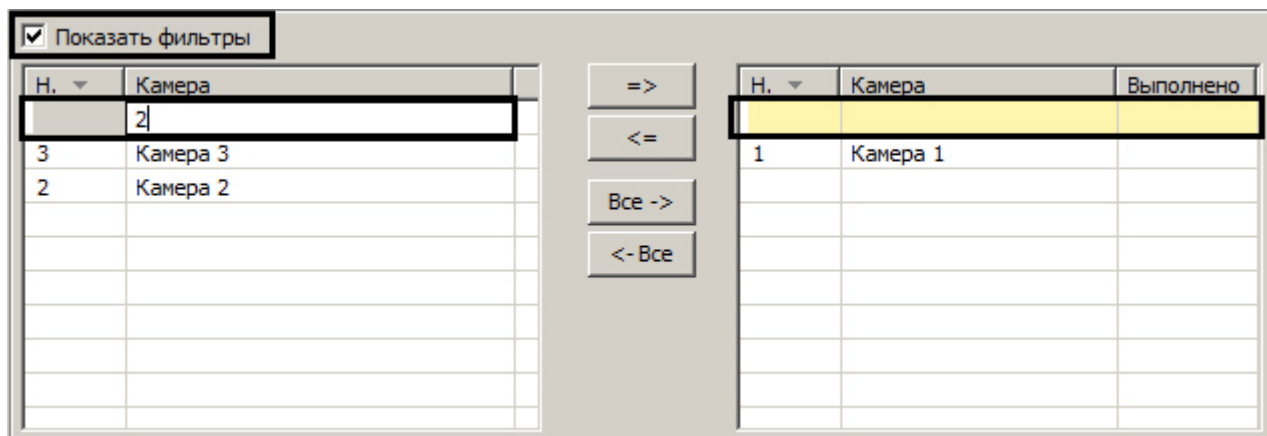 Показать фильтры
Н. Камера
2
3 Камера 3
2 Камера 2
=>
<=
Все ->
<- Все
Н. Камера Выполнено
1 Камера 1